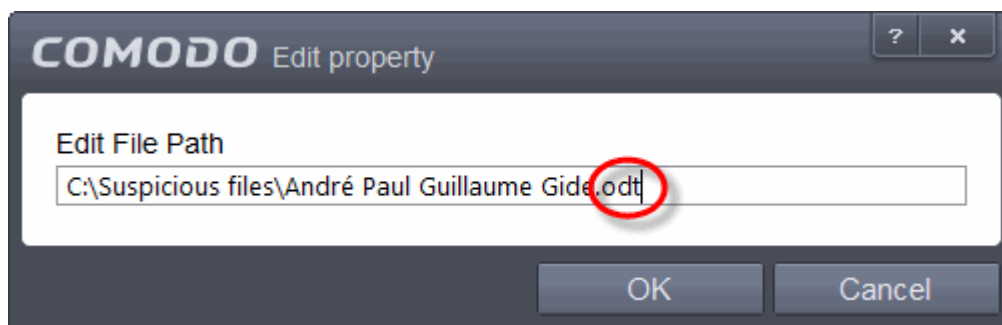 COMODO Edit property ? ×
Edit File Path
C:\Suspicious files\André Paul Guillaume Gide.odt
OK Cancel